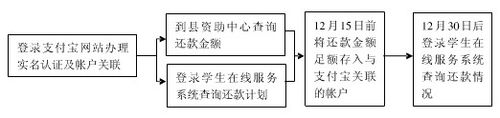 登录支付宝网站办理
实名认证及帐户关联
到县资助中心查询
还款金额
登录学生在线服务
系统查询还款计划
12月15日前
将还款金额
足额存入与
支付宝关联
的帐户
12月30日后
登录学生在
线服务系统
查询还款情
况